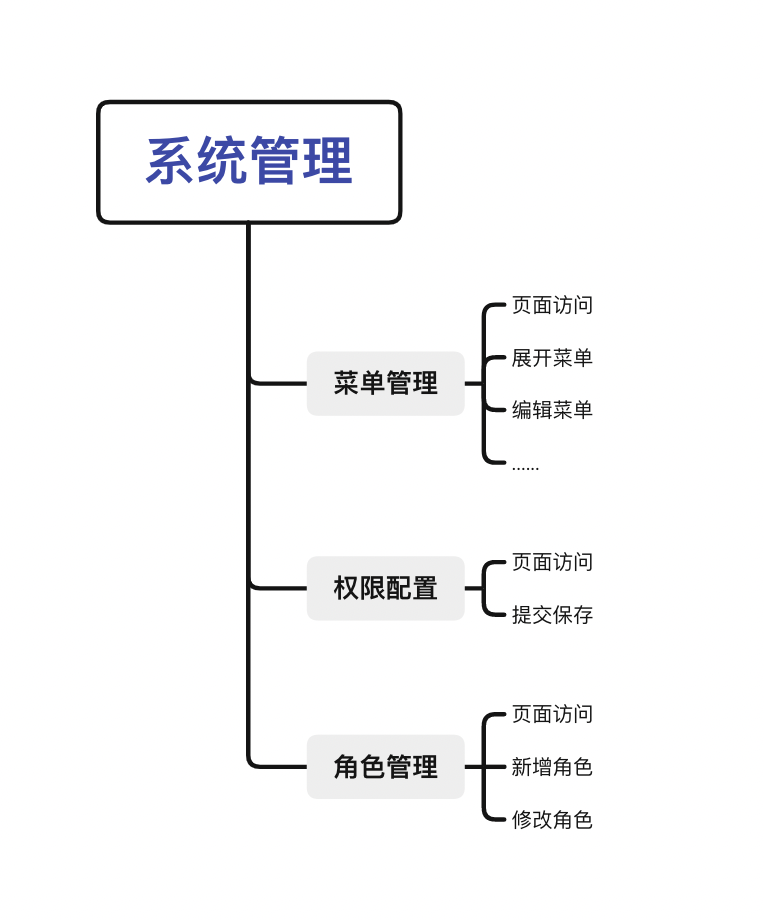 系统管理
菜单管理
页面访问
展开菜单
编辑菜单
......
权限配置
页面访问
提交保存
角色管理
页面访问
新增角色
修改角色